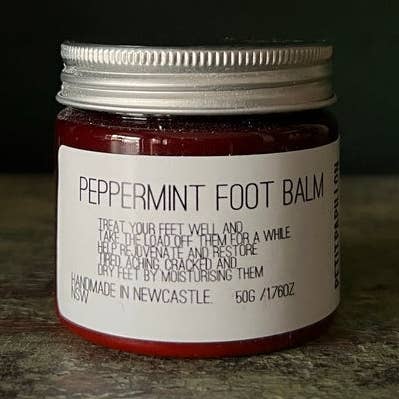 PEPPERMINT FOOT BALM
TREAT YOUR FEET WELL AND
TAKE THE LOAD OFF THEM FOR A WHILE.
HELP REJUVENATE AND RESTORE
TIRED, ACHING, CRACKED AND
DRY FEET BY MOISTURISING THEM
HANDMADE IN NEWCASTLE. 50G /1.76OZ
NSW
PETITPAPILLON